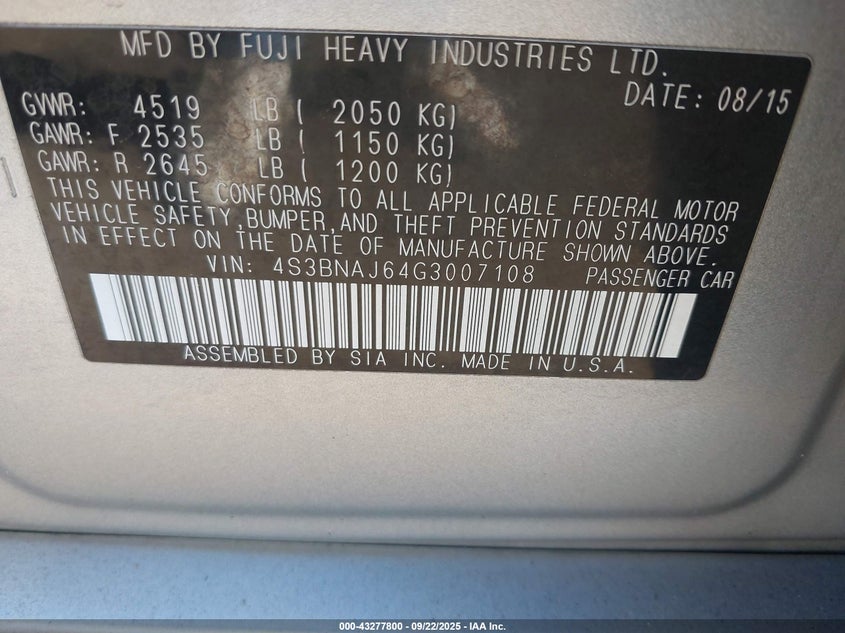 MFD BY FUJI HEAVY INDUSTRIES LTD.
DATE: 08/15
GVWR: 4519 LB ( 2050 KG)
GAWR: F 2535 LB ( 1150 KG)
GAWR: R 2645 LB ( 1200 KG)
THIS VEHICLE CONFORMS TO ALL APPLICABLE FEDERAL MOTOR
VEHICLE SAFETY,BUMPER,AND THEFT PREVENTION STANDARDS
IN EFFECT ON THE DATE OF MANUFACTURE SHOWN ABOVE.
VIN: 4S3BNAJ64G3007108 PASSENGER CAR
ASSEMBLED BY SIA INC. MADE IN U.S.A.
000-43277800 - 09/22/2025 - IAA Inc.